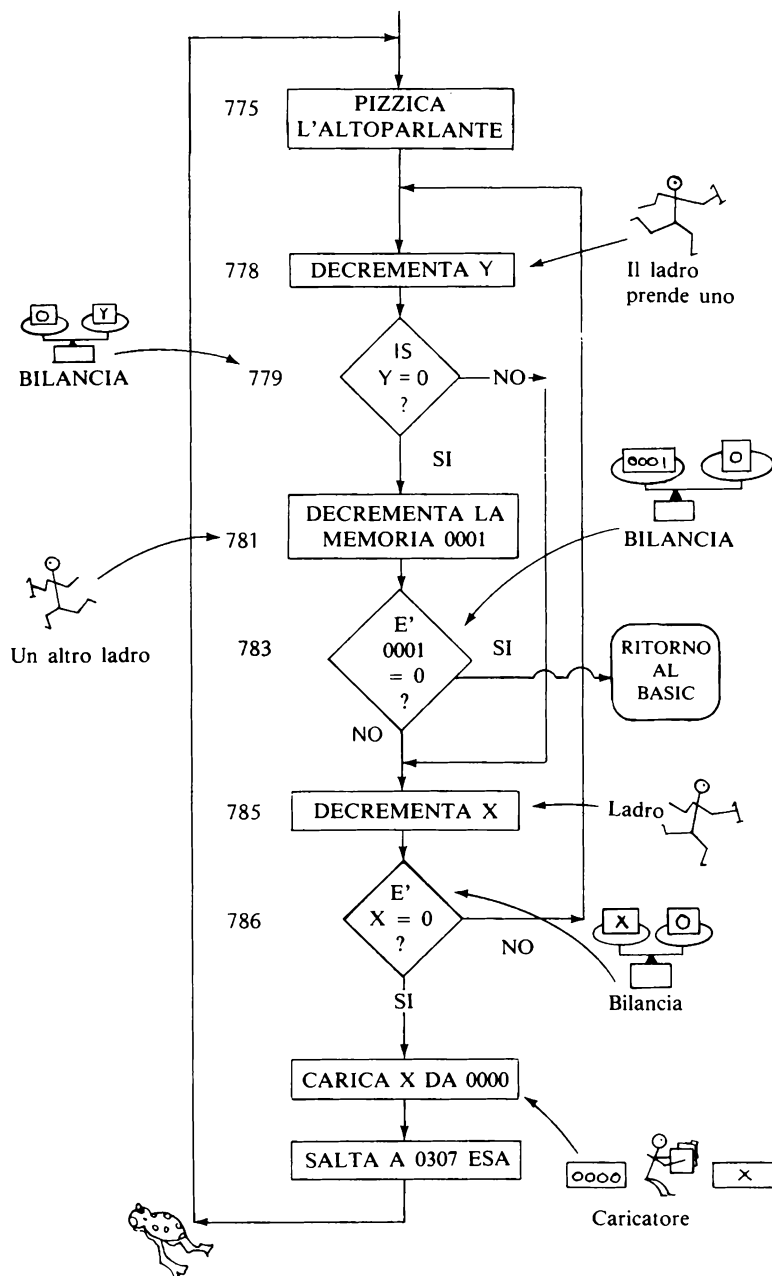 775
PIZZICA
L'ALTOPARLANTE
778
DECREMENTA Y
Il ladro
prende uno
O Y
BILANCIA
779
IS
Y = 0
?
NO
SI
0001 O
BILANCIA
781
DECREMENTA LA
MEMORIA 0001
Un altro ladro
783
E'
0001
= 0
?
SI
RITORNO
AL
BASIC
NO
785
DECREMENTA X
Ladro
786
E'
X = 0
?
NO
X O
Bilancia
SI
CARICA X DA 0000
SALTA A 0307 ESA
0000 X
Caricatore